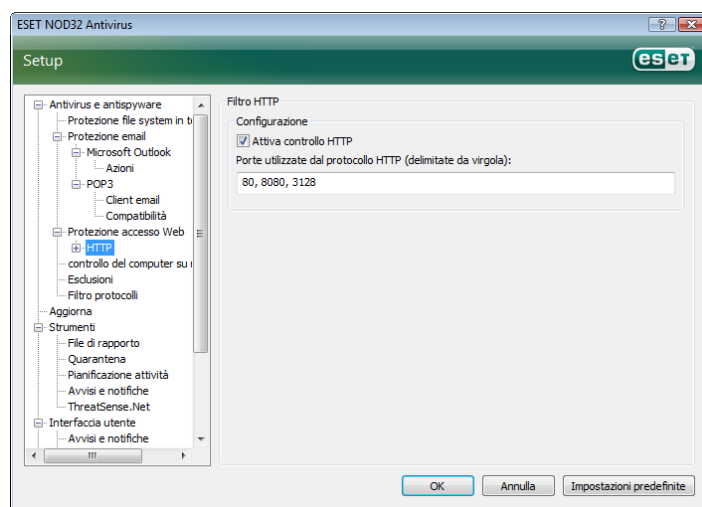 ESET NOD32 Antivirus
Setup
eset
Antivirus e antispyware
Protezione file system in t
Protezione email
Microsoft Outlook
Azioni
POP3
Client email
Compatibilità
Protezione accesso Web
HTTP
controllo del computer su
Esclusioni
Filtro protocolli
Aggiorna
Strumenti
File di rapporto
Quarantena
Pianificazione attività
Avvisi e notifiche
ThreatSense.Net
Interfaccia utente
Avvisi e notifiche
Filtro HTTP
Configurazione
Attiva controllo HTTP
Porte utilizzate dal protocollo HTTP (delimitate da virgola):
80, 8080, 3128
OK
Annulla
Impostazioni predefinite